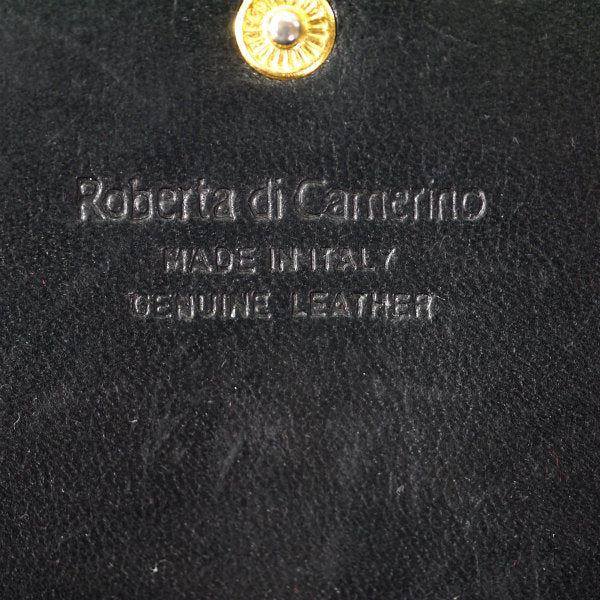 Roberta di Camerino
MADE IN ITALY
GENUINE LEATHER